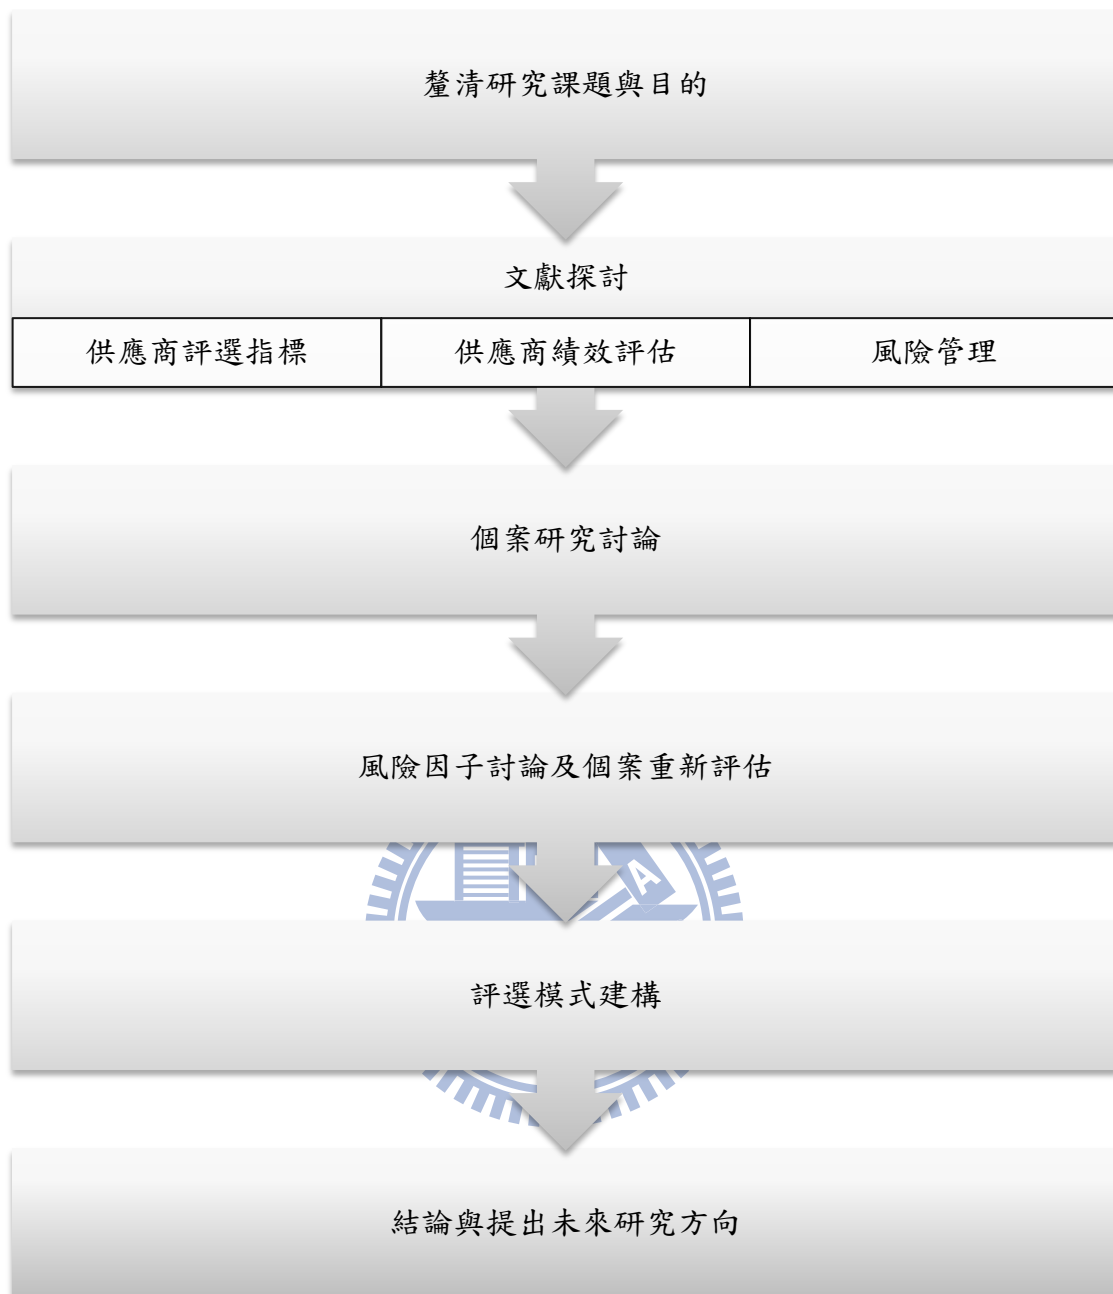 釐清研究課題與目的
文獻探討
供應商評選指標
供應商績效評估
風險管理
個案研究討論
風險因子討論及個案重新評估
A
評選模式建構
結論與提出未來研究方向